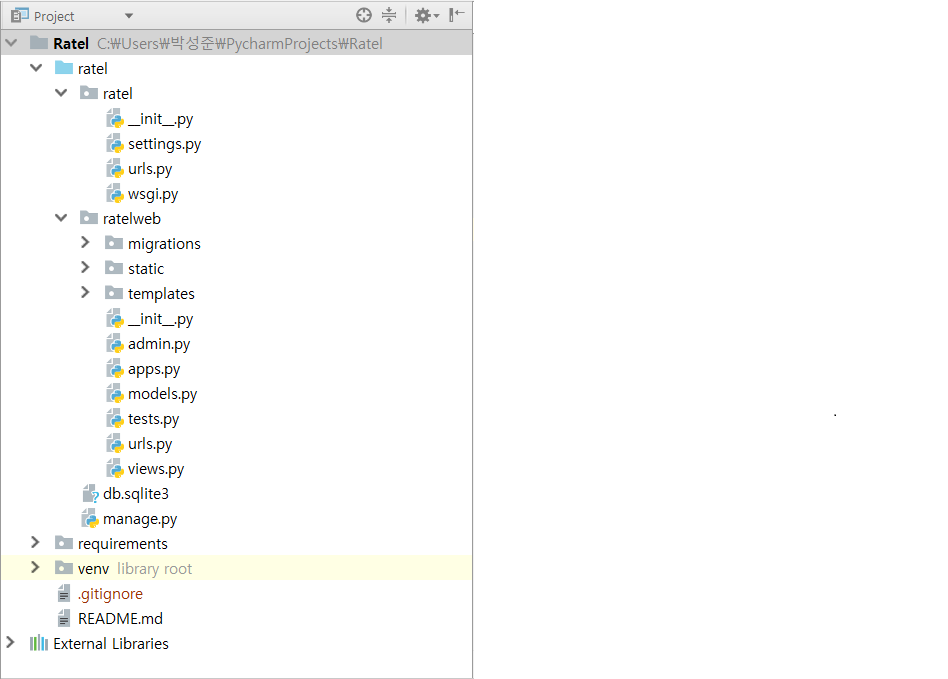 Project
Ratel C:₩Users₩박성준₩PycharmProjects₩Ratel
ratel
ratel
__init__.py
settings.py
urls.py
wsgi.py
ratelweb
migrations
static
templates
__init__.py
admin.py
apps.py
models.py
tests.py
urls.py
views.py
db.sqlite3
manage.py
requirements
venv library root
.gitignore
README.md
External Libraries